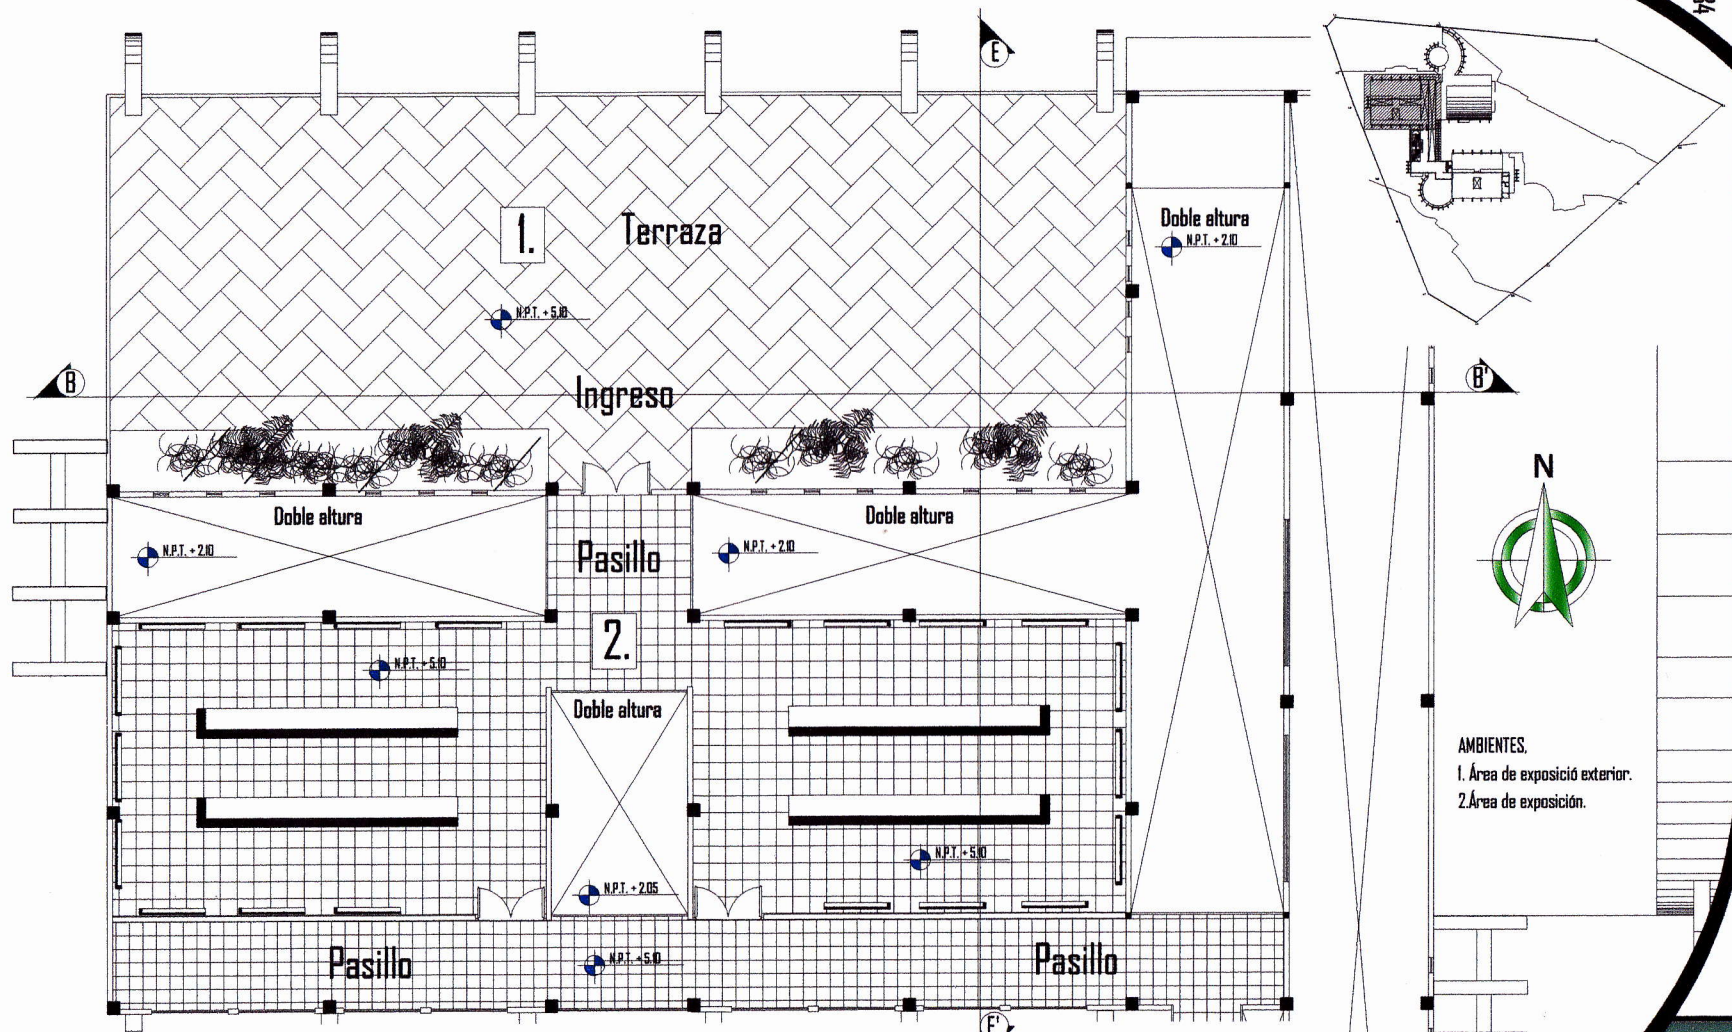 E
1.
Terraza
Doble altura
N.P.T. + 2.10
N.P.T. + 5.10
B
Ingreso
B'
N
Doble altura
Doble altura
N.P.T. + 2.10
Pasillo
N.P.T. + 2.10
2.
N.P.T. + 5.10
Doble altura
AMBIENTES,
1. Área de exposició exterior.
2.Área de exposición.
N.P.T. + 5.10
N.P.T. + 2.05
Pasillo
N.P.T. + 5.10
Pasillo
E'